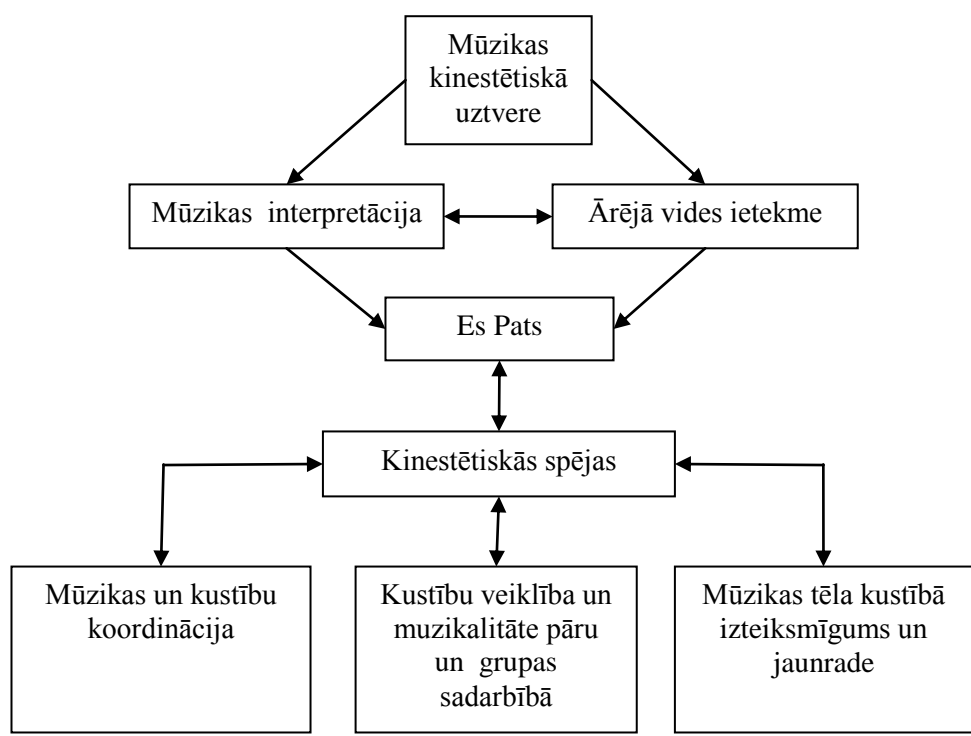 Mūzikas
kinestētiskā
uztvere
Mūzikas interpretācija
Ārējā vides ietekme
Es Pats
Kinestētiskās spējas
Mūzikas un kustību
koordinācija
Kustību veiklība un
muzikalitāte pāru
un grupas
sadarbībā
Mūzikas tēla kustībā
izteiksmīgums un
jaunrade